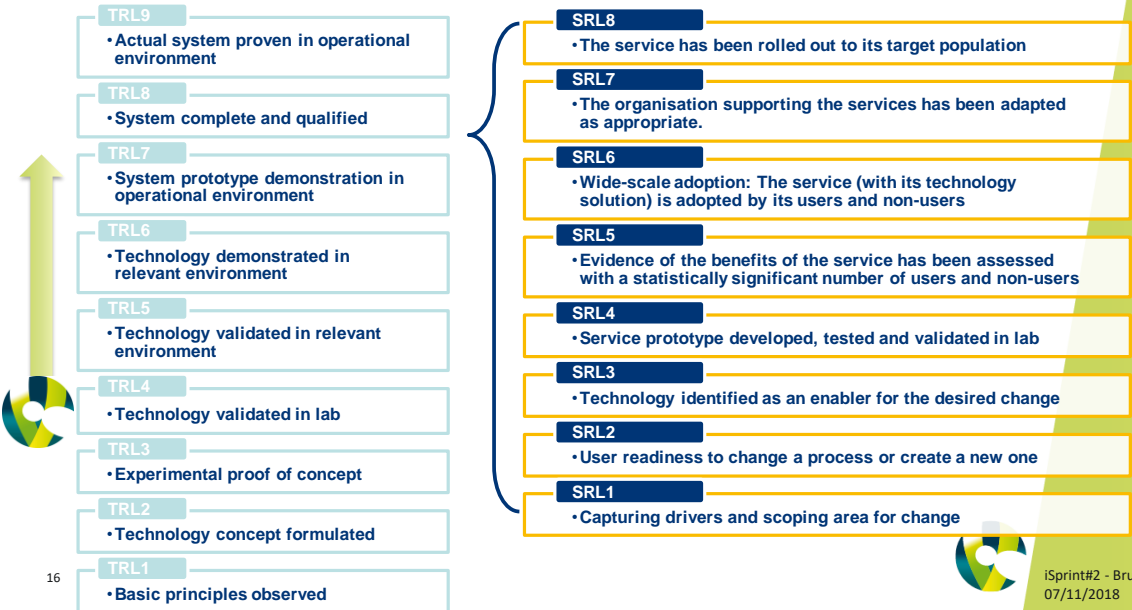 TRL9
•Actual system proven in operational
environment
TRL8
•System complete and qualified
TRL7
•System prototype demonstration in
operational environment
TRL6
•Technology demonstrated in
relevant environment
TRL5
•Technology validated in relevant
environment
TRL4
•Technology validated in lab
TRL3
•Experimental proof of concept
TRL2
•Technology concept formulated
TRL1
•Basic principles observed
SRL8
•The service has been rolled out to its target population
SRL7
•The organisation supporting the services has been adapted
as appropriate.
SRL6
•Wide-scale adoption: The service (with its technology
solution) is adopted by its users and non-users
SRL5
•Evidence of the benefits of the service has been assessed
with a statistically significant number of users and non-users
SRL4
•Service prototype developed, tested and validated in lab
SRL3
•Technology identified as an enabler for the desired change
SRL2
•User readiness to change a process or create a new one
SRL1
•Capturing drivers and scoping area for change
16
iSprint#2 - Bru
07/11/2018